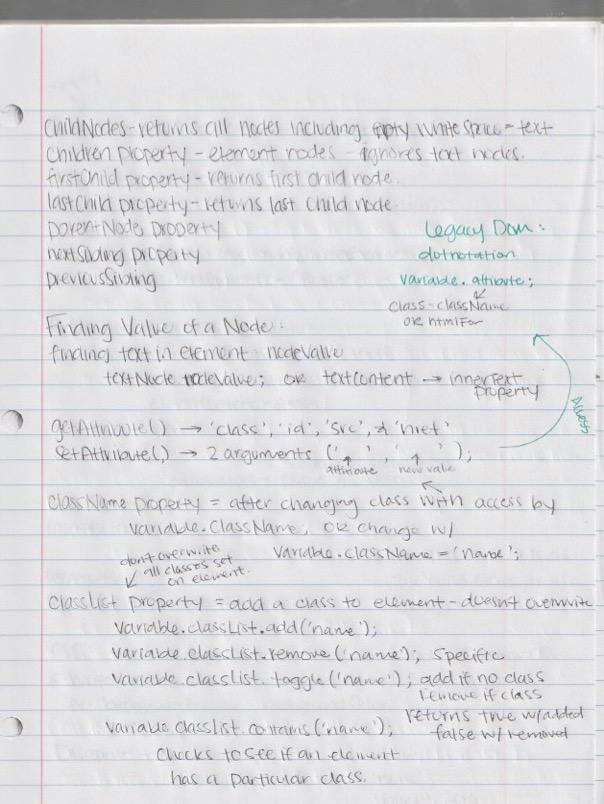 childNodes - returns all nodes including empty white space = text
children property - element nodes - ignores text nodes.
firstChild property - returns first child node.
lastChild property - returns last child node
parentNode property
nextSibling property
previousSibling
Legacy Dom:
dotnotation
variable.attribute;
class - className
OR htmlFor
Finding Value of a Node:
finding text in element nodeValue
textNode.nodeValue; OR textContent → innerText
property
getAttribute() → 'class', 'id', 'src', & 'href'
setAttribute() → 2 arguments (' ', ' ');
attribute new value
Access
className property = after changing class with access by
variable.ClassName; OR change w/
variable.className = 'name';
don't overwrite
all classes set
on element.
classList property = add a class to element - doesn't overwrite
variable.classList.add('name');
variable.classList.remove('name'); specific
variable.classList.toggle('name'); add if no class
remove if class
returns true w/added
false w/removed
variable.classlist.contains('name');
checks to see if an element
has a particular class.